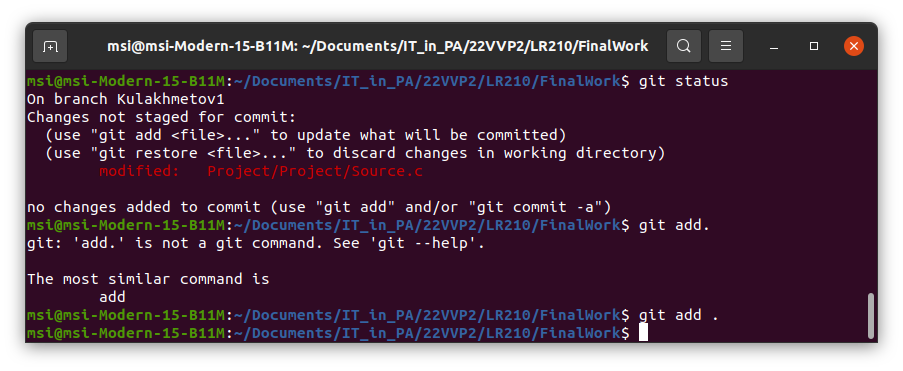 msi@msi-Modern-15-B11M: ~/Documents/IT_in_PA/22VVP2/LR210/FinalWork
msi@msi-Modern-15-B11M:~/Documents/IT_in_PA/22VVP2/LR210/FinalWork$ git status
On branch Kulakhmetov1
Changes not staged for commit:
  (use "git add <file>..." to update what will be committed)
  (use "git restore <file>..." to discard changes in working directory)
        modified:   Project/Project/Source.c

no changes added to commit (use "git add" and/or "git commit -a")
msi@msi-Modern-15-B11M:~/Documents/IT_in_PA/22VVP2/LR210/FinalWork$ git add.
git: 'add.' is not a git command. See 'git --help'.

The most similar command is
        add
msi@msi-Modern-15-B11M:~/Documents/IT_in_PA/22VVP2/LR210/FinalWork$ git add .
msi@msi-Modern-15-B11M:~/Documents/IT_in_PA/22VVP2/LR210/FinalWork$